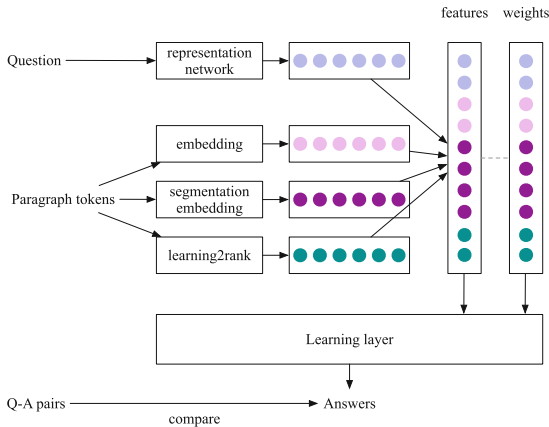 features weights
Question
representation
network
embedding
Paragraph tokens
segmentation
embedding
learning2rank
Learning layer
Q-A pairs
compare
Answers